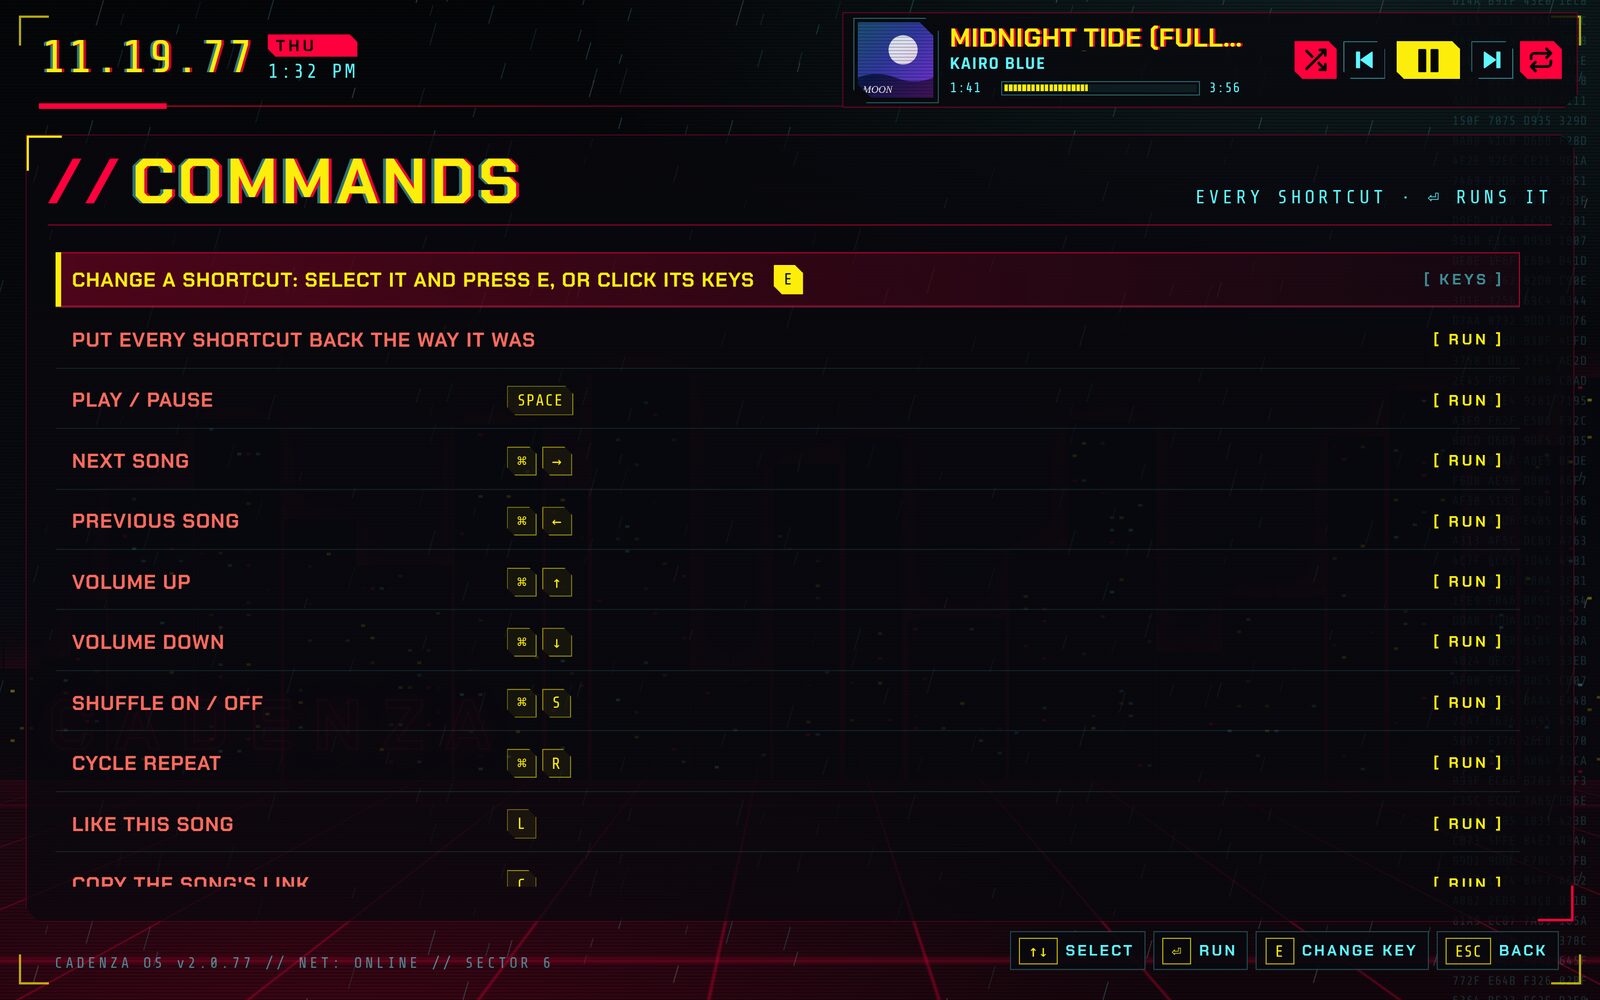 11.19.77
THU
1:32 PM
MOON
MIDNIGHT TIDE (FULL...
KAIRO BLUE
1:41
3:56
// COMMANDS
EVERY SHORTCUT · ⏎ RUNS IT
CHANGE A SHORTCUT: SELECT IT AND PRESS E, OR CLICK ITS KEYS E [ KEYS ]
PUT EVERY SHORTCUT BACK THE WAY IT WAS [ RUN ]
PLAY / PAUSE SPACE [ RUN ]
NEXT SONG ⌘ → [ RUN ]
PREVIOUS SONG ⌘ ← [ RUN ]
VOLUME UP ⌘ ↑ [ RUN ]
VOLUME DOWN ⌘ ↓ [ RUN ]
SHUFFLE ON / OFF ⌘ S [ RUN ]
CYCLE REPEAT ⌘ R [ RUN ]
LIKE THIS SONG L [ RUN ]
COPY THE SONG'S LINK C [ RUN ]
CADENZA
CADENZA OS v2.0.77 // NET: ONLINE // SECTOR 6
↑↓ SELECT ⏎ RUN E CHANGE KEY ESC BACK